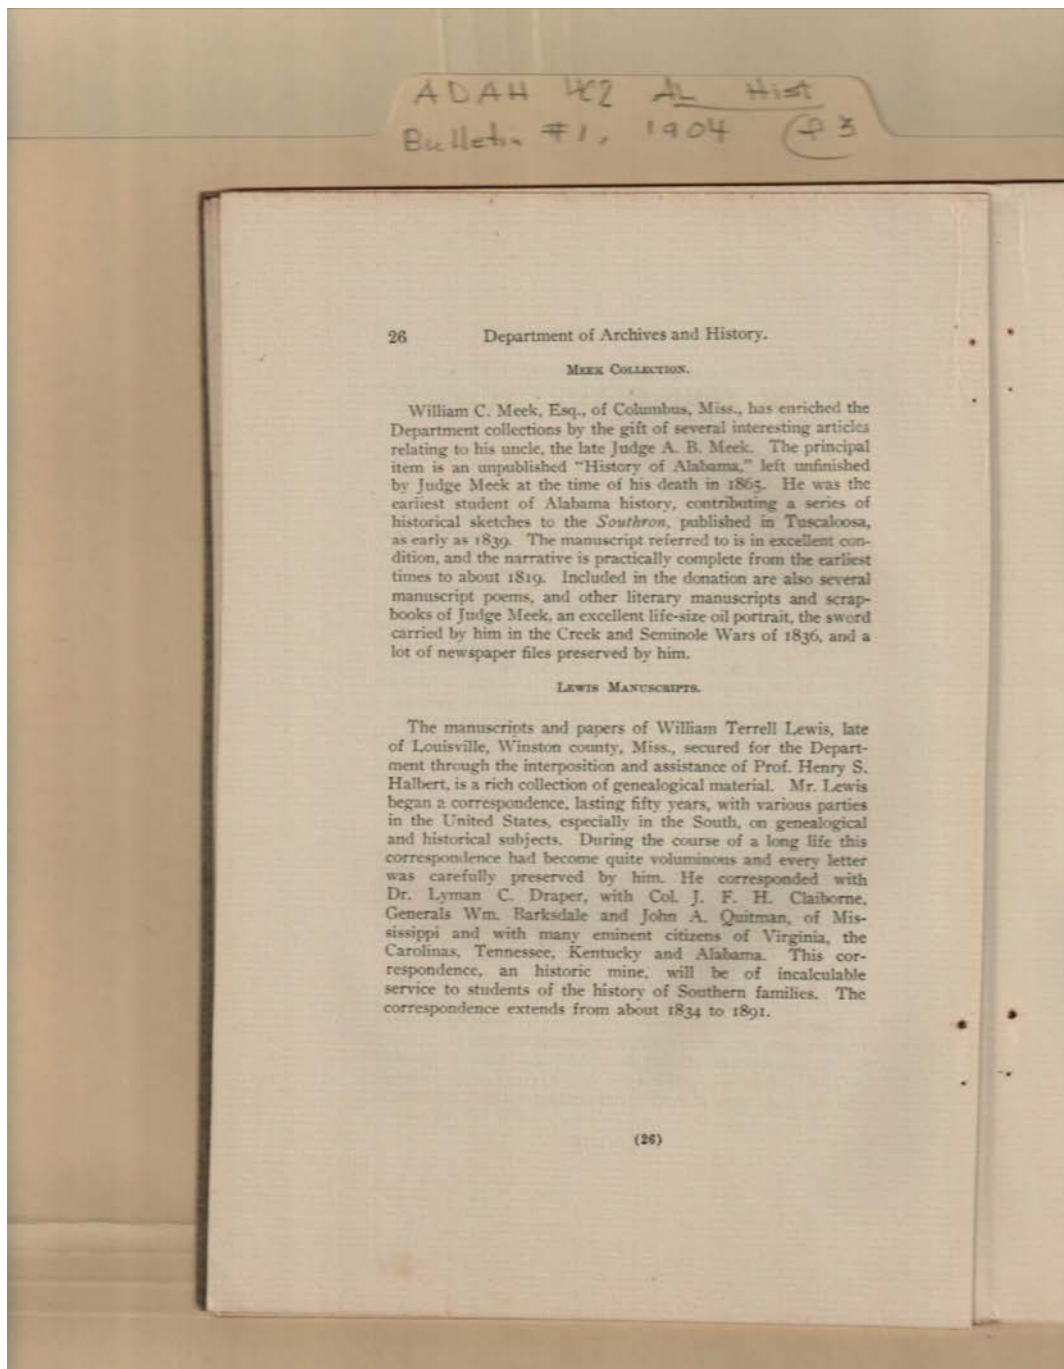 ADAH 42 AL Hist
Bulletin #1, 1904 P3
26 Department of Archives and History.
MEEK COLLECTION.
William C. Meek, Esq., of Columbus, Miss., has enriched the
Department collections by the gift of several interesting articles
relating to his uncle, the late Judge A. B. Meek. The principal
item is an unpublished "History of Alabama," left unfinished
by Judge Meek at the time of his death in 1865. He was the
earliest student of Alabama history, contributing a series of
historical sketches to the Southron, published in Tuscaloosa,
as early as 1839. The manuscript referred to is in excellent con-
dition, and the narrative is practically complete from the earliest
times to about 1819. Included in the donation are also several
manuscript poems, and other literary manuscripts and scrap-
books of Judge Meek, an excellent life-size oil portrait, the sword
carried by him in the Creek and Seminole Wars of 1836, and a
lot of newspaper files preserved by him.
LEWIS MANUSCRIPTS.
The manuscripts and papers of William Terrell Lewis, late
of Louisville, Winston county, Miss., secured for the Depart-
ment through the interposition and assistance of Prof. Henry S.
Halbert, is a rich collection of genealogical material. Mr. Lewis
began a correspondence, lasting fifty years, with various parties
in the United States, especially in the South, on genealogical
and historical subjects. During the course of a long life this
correspondence had become quite voluminous and every letter
was carefully preserved by him. He corresponded with
Dr. Lyman C. Draper, with Col. J. F. H. Claiborne,
Generals Wm. Barksdale and John A. Quitman, of Mis-
sissippi and with many eminent citizens of Virginia, the
Carolinas, Tennessee, Kentucky and Alabama. This cor-
respondence, an historic mine, will be of incalculable
service to students of the history of Southern families. The
correspondence extends from about 1834 to 1891.
(26)